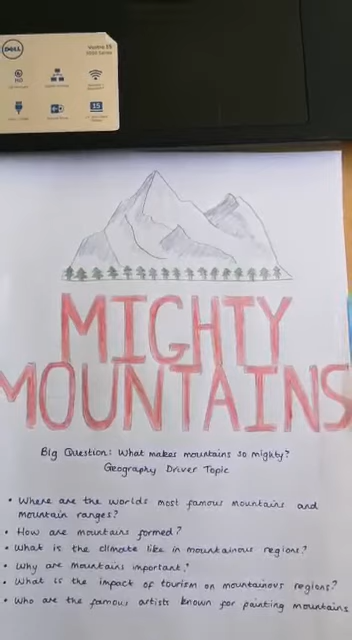 DELL
MIGHTY
MOUNTAINS
Big Question: What makes mountains so mighty?
Geography Driver Topic
• Where are the worlds most famous mountains and
mountain ranges?
• How are mountains formed?
• What is the climate like in mountainous regions?
• Why are mountains important?
• What is the impact of tourism on mountainous regions?
• Who are the famous artists known for painting mountains